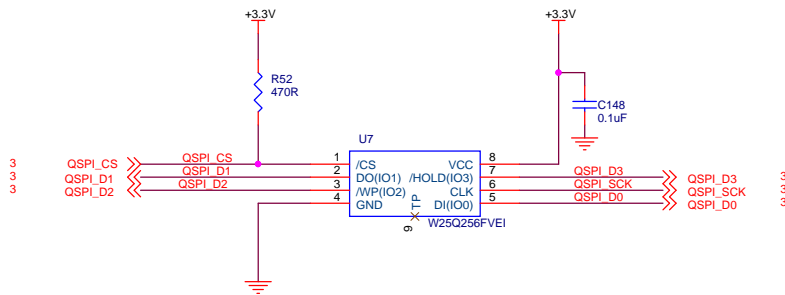 +3.3V
+3.3V
R52
470R
C148
0.1uF
U7
3 QSPI_CS QSPI_CS 1 /CS VCC 8
3 QSPI_D1 QSPI_D1 2 DO(IO1) /HOLD(IO3) 7 QSPI_D3 QSPI_D3 3
3 QSPI_D2 QSPI_D2 3 /WP(IO2) CLK 6 QSPI_SCK QSPI_SCK 3
4 GND DI(IO0) 5 QSPI_D0 QSPI_D0 3
TP
9
W25Q256FVEI